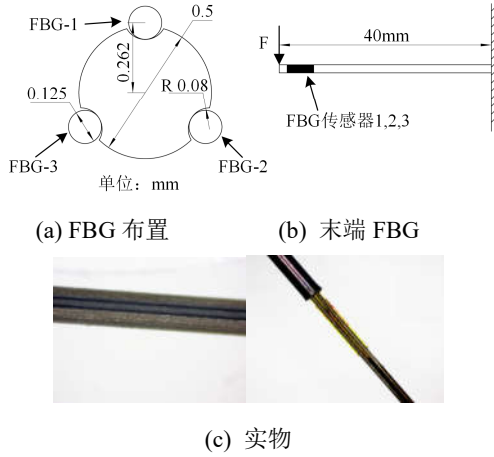 FBG-1
0.5
0.262
R 0.08
0.125
FBG-3
FBG-2
单位：mm
F
40mm
FBG传感器1,2,3
(a) FBG 布置
(b) 末端 FBG
(c) 实物